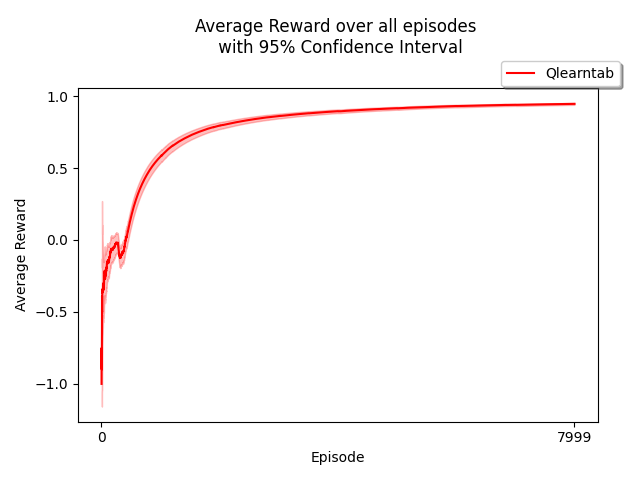 Average Reward over all episodes
with 95% Confidence Interval
Qlearntab
1.0
0.5
0.0
−0.5
−1.0
Average Reward
0
7999
Episode